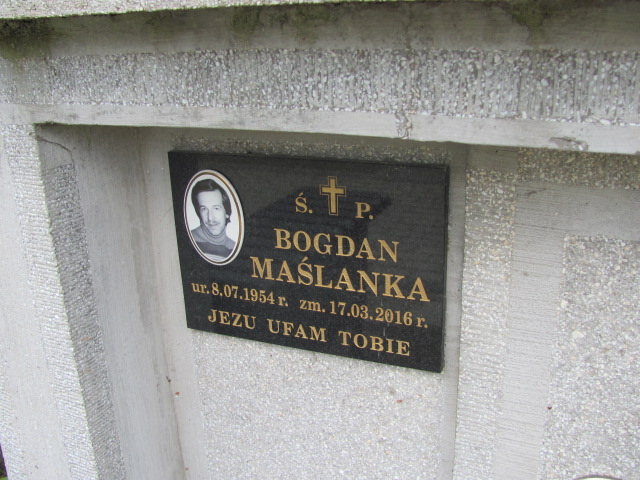 Ś. P.
BOGDAN
MAŚLANKA
ur. 8.07.1954 r. zm. 17.03.2016 r.
JEZU UFAM TOBIE